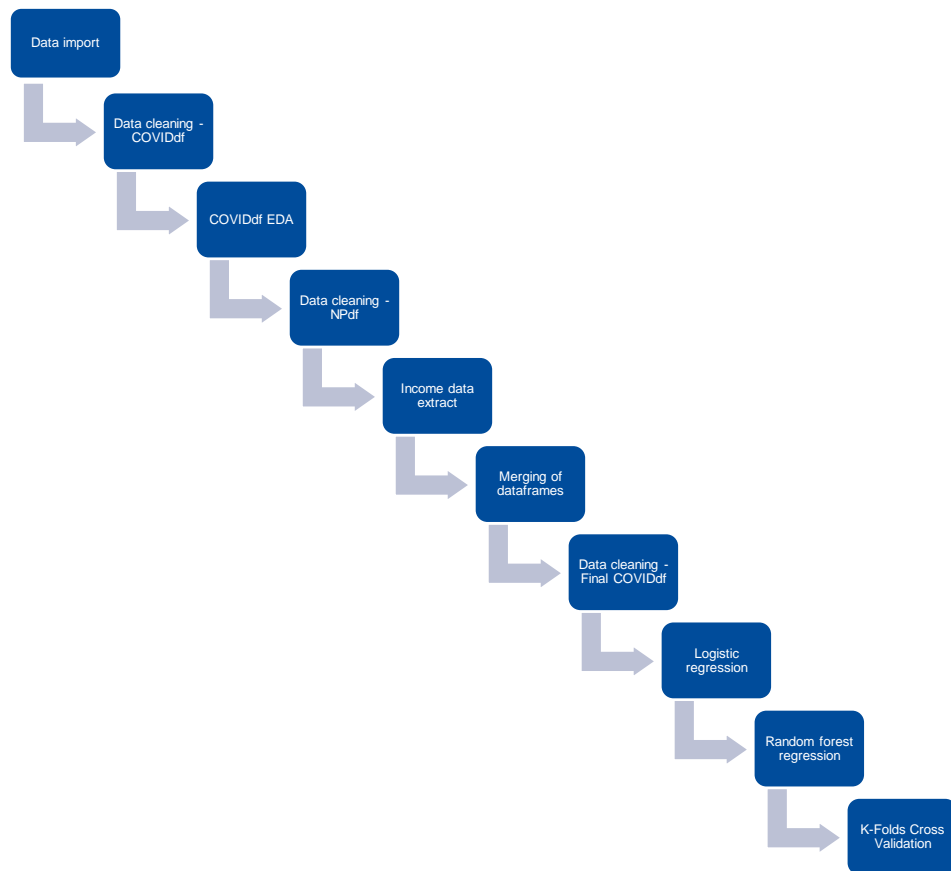 Data import
Data cleaning -
COVIDdf
COVIDdf EDA
Data cleaning -
NPdf
Income data
extract
Merging of
dataframes
Data cleaning -
Final COVIDdf
Logistic
regression
Random forest
regression
K-Folds Cross
Validation